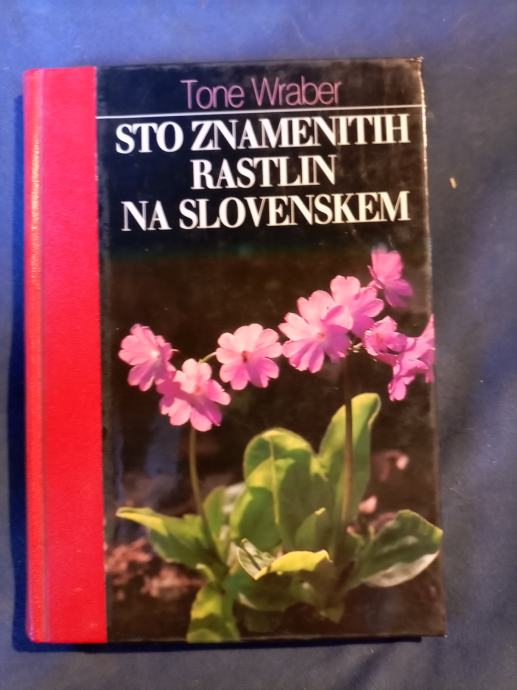 Tone Wraber
STO ZNAMENITIH
RASTLIN
NA SLOVENSKEM